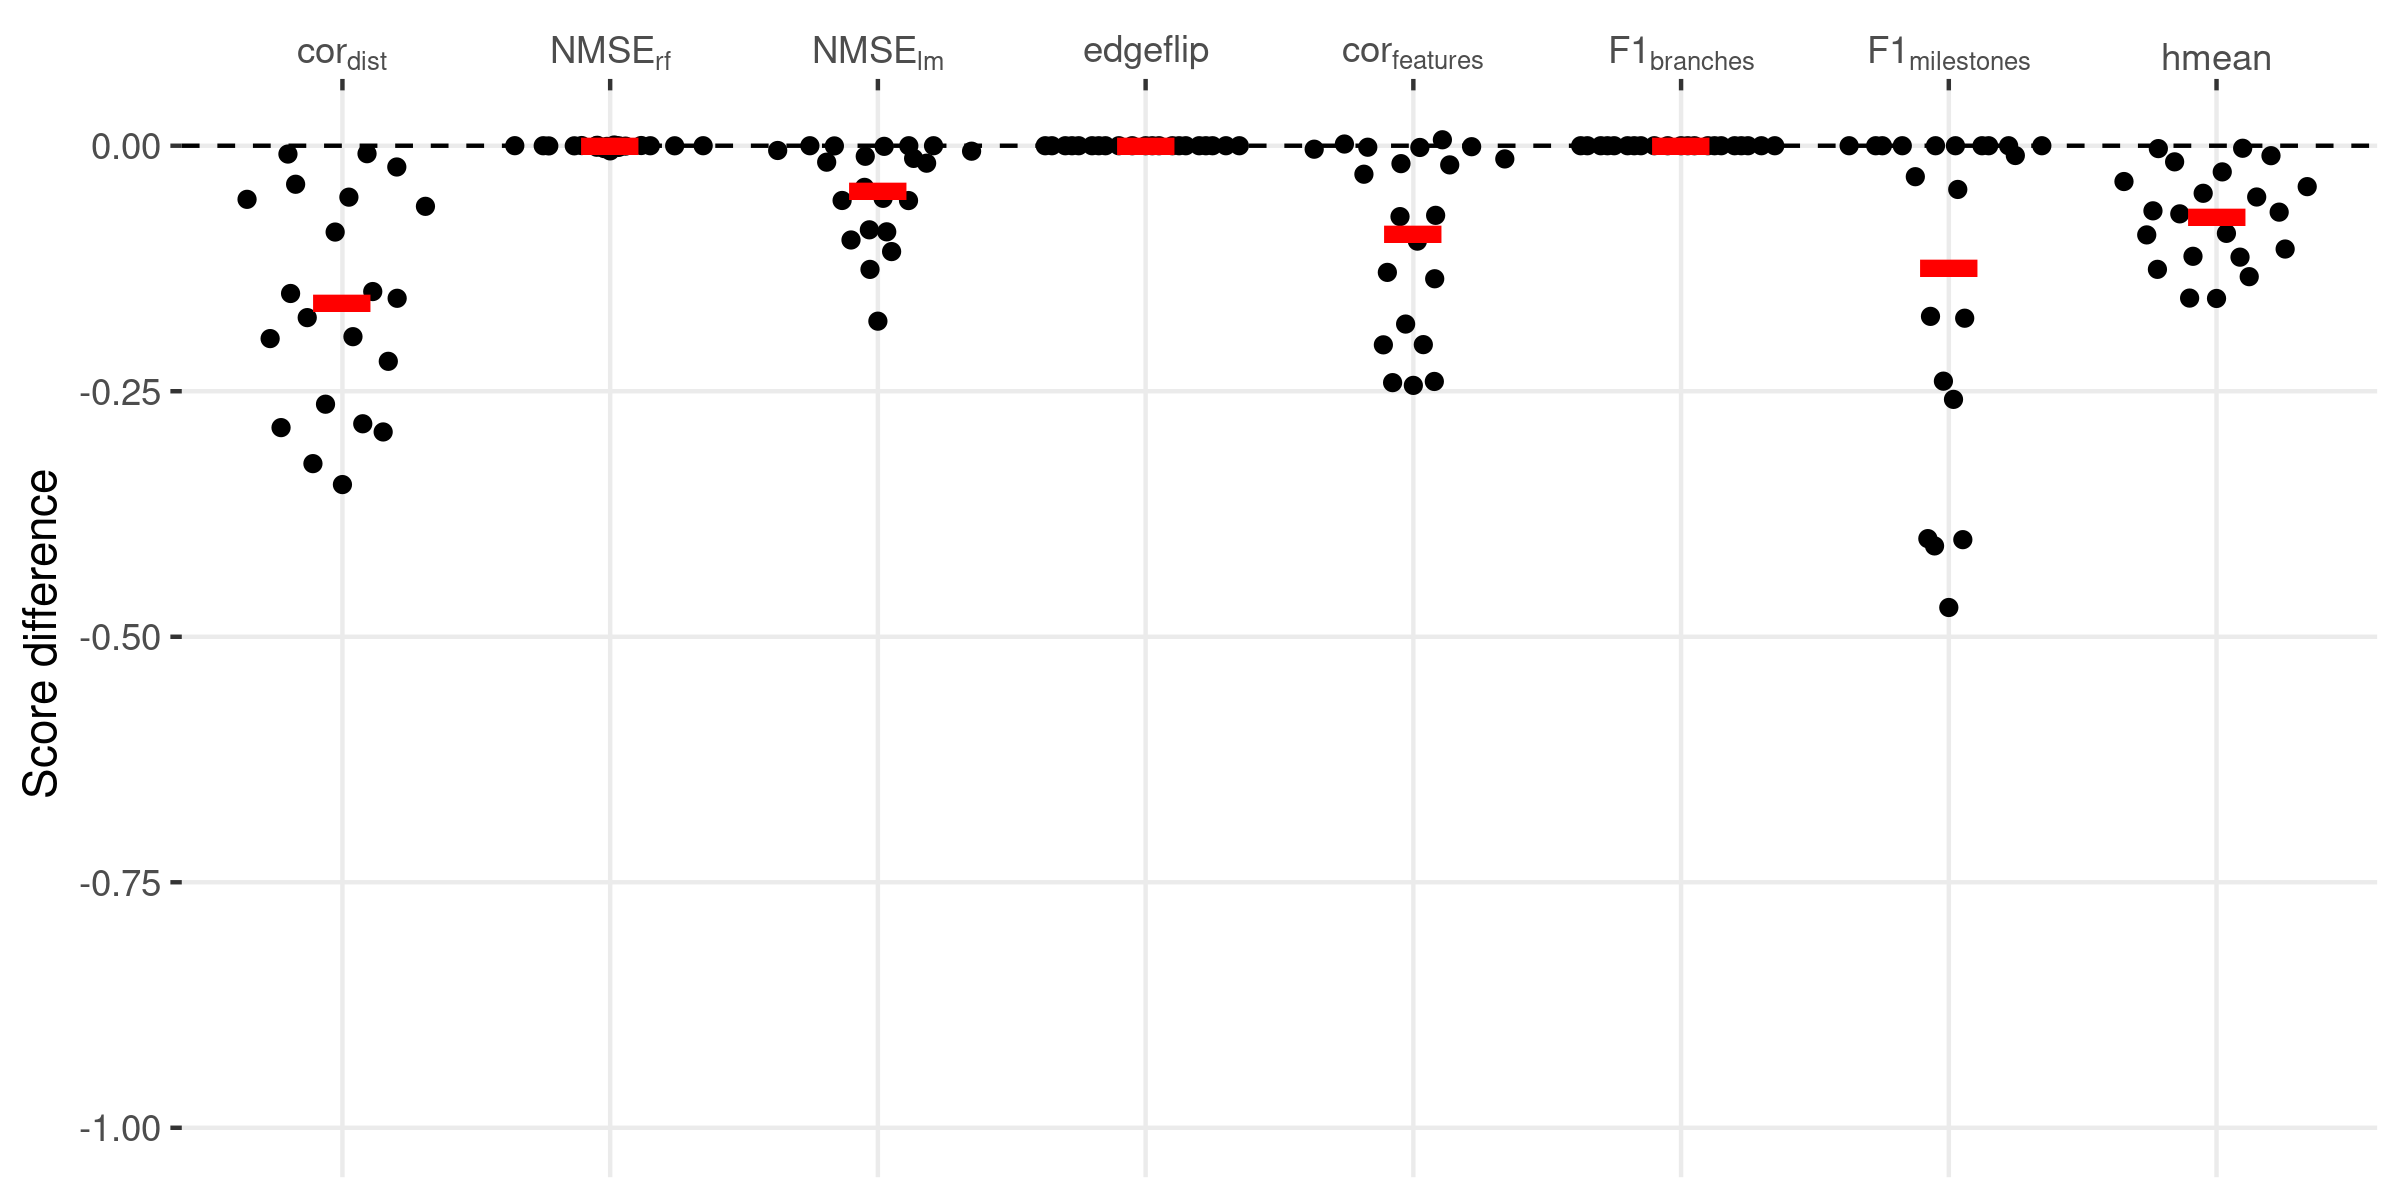 cordist NMSErf NMSElm edgeflip corfeatures F1branches F1milestones hmean
0.00
-0.25
-0.50
-0.75
-1.00
Score difference